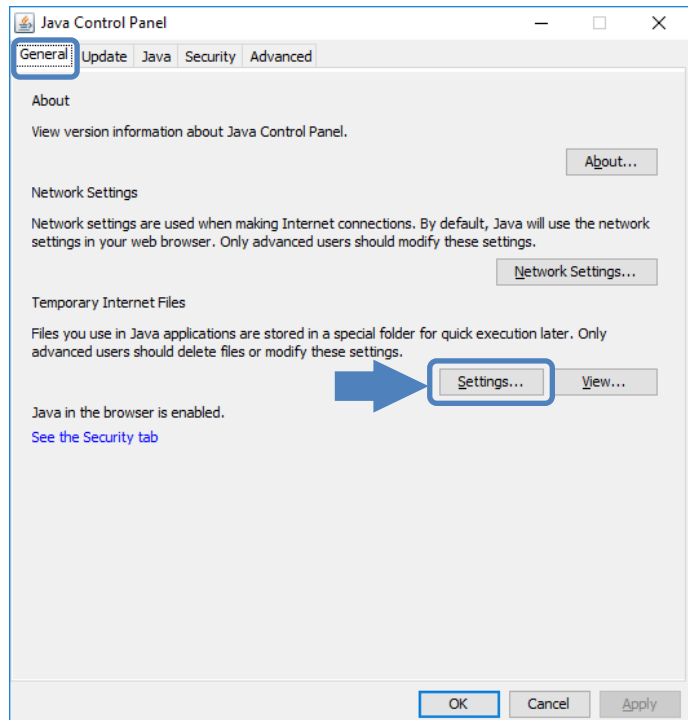 Java Control Panel
General Update Java Security Advanced
About
View version information about Java Control Panel.
About...
Network Settings
Network settings are used when making Internet connections. By default, Java will use the network
settings in your web browser. Only advanced users should modify these settings.
Network Settings...
Temporary Internet Files
Files you use in Java applications are stored in a special folder for quick execution later. Only
advanced users should delete files or modify these settings.
Settings... View...
Java in the browser is enabled.
See the Security tab
OK Cancel Apply